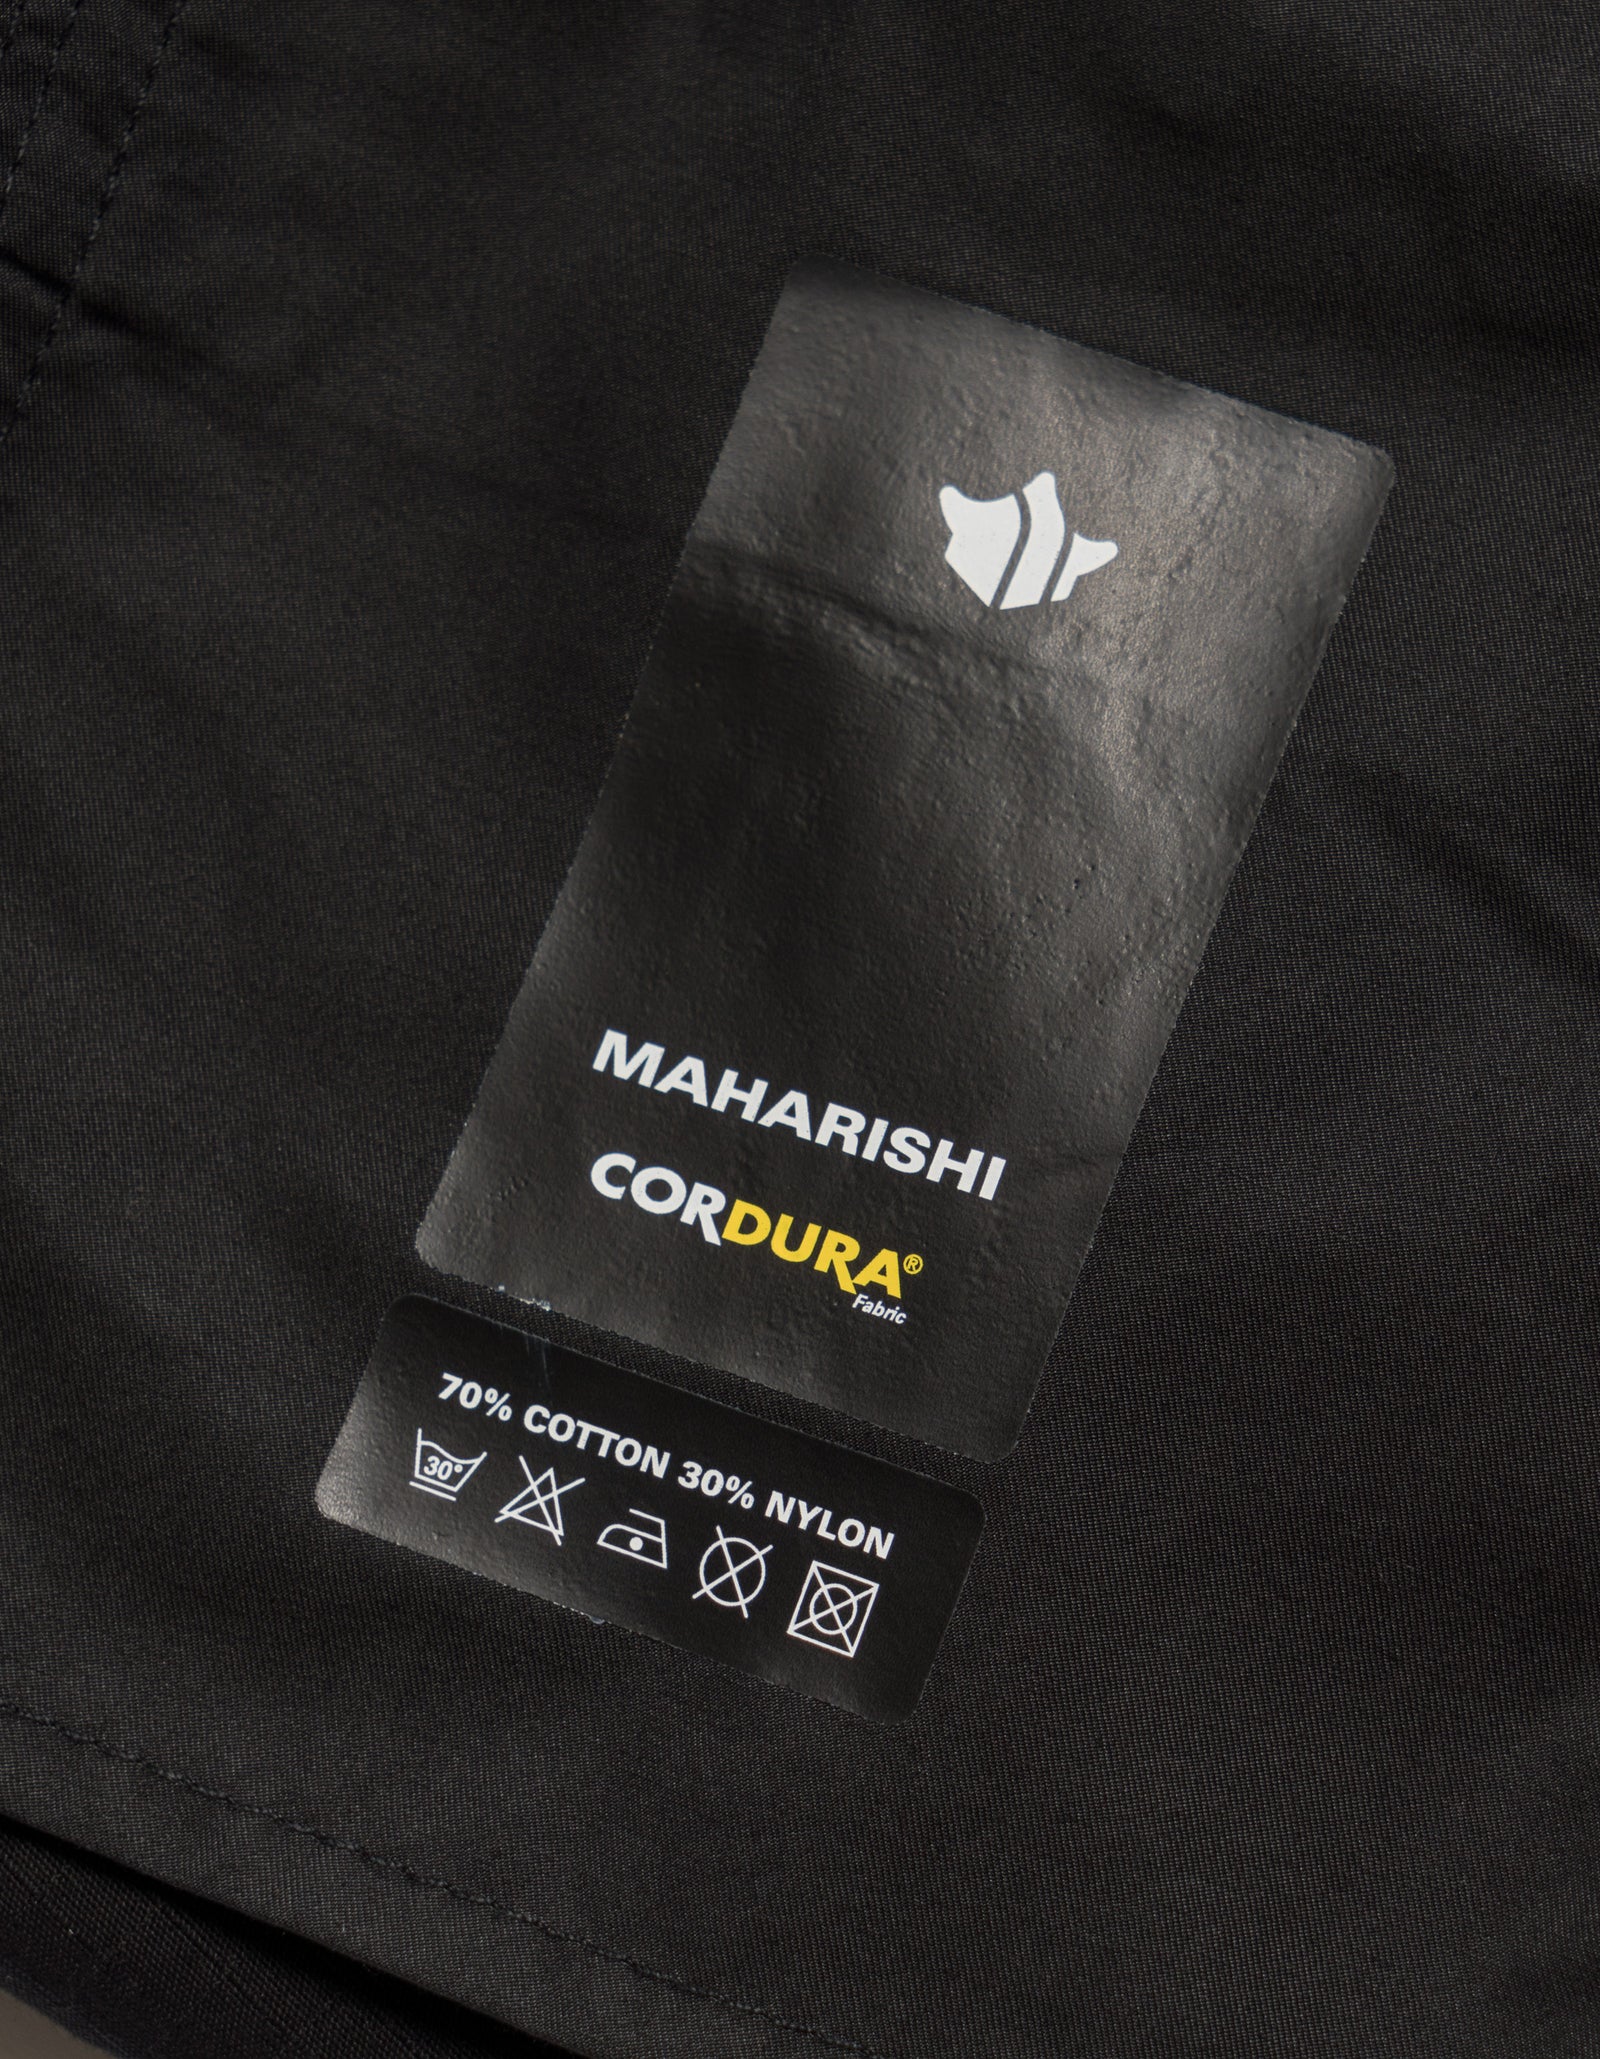 MAHARISHI
CORDURA®
Fabric
70% COTTON 30% NYLON
30°